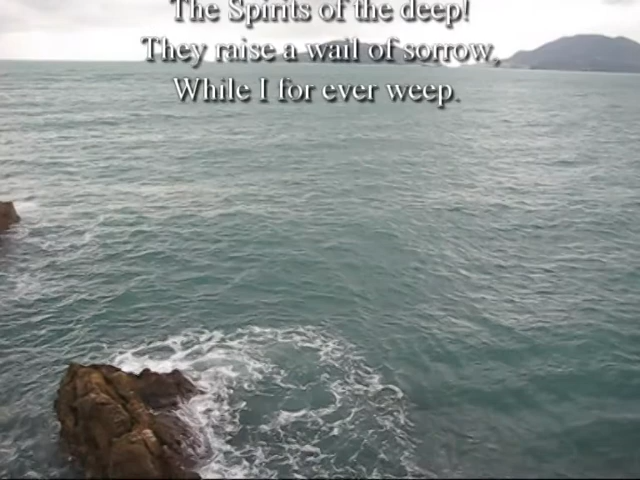 The Spirits of the deep!
They raise a wail of sorrow,
While I for ever weep.